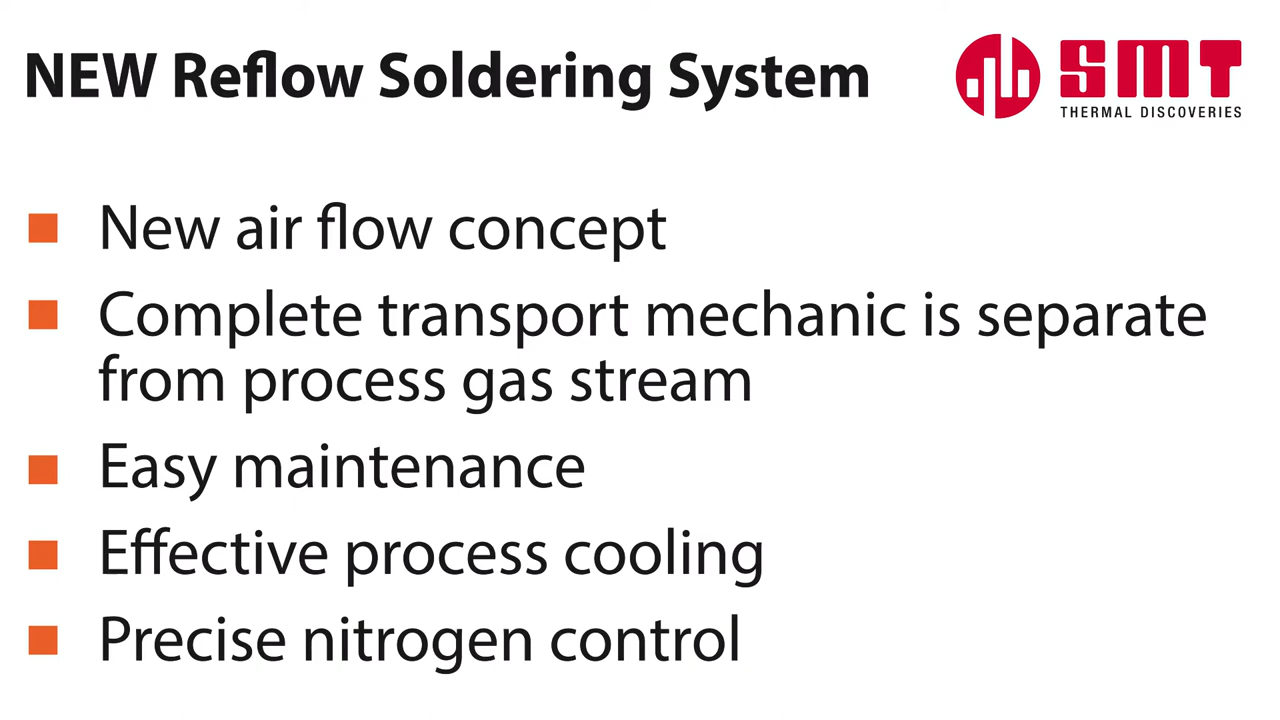 NEW Reflow Soldering System
SMT
THERMAL DISCOVERIES
New air flow concept
Complete transport mechanic is separate
from process gas stream
Easy maintenance
Effective process cooling
Precise nitrogen control